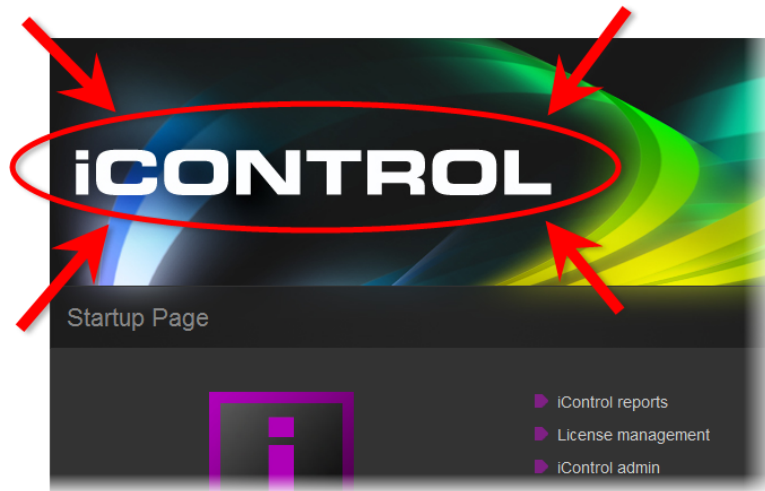 iCONTROL
Startup Page
i
iControl reports
License management
iControl admin